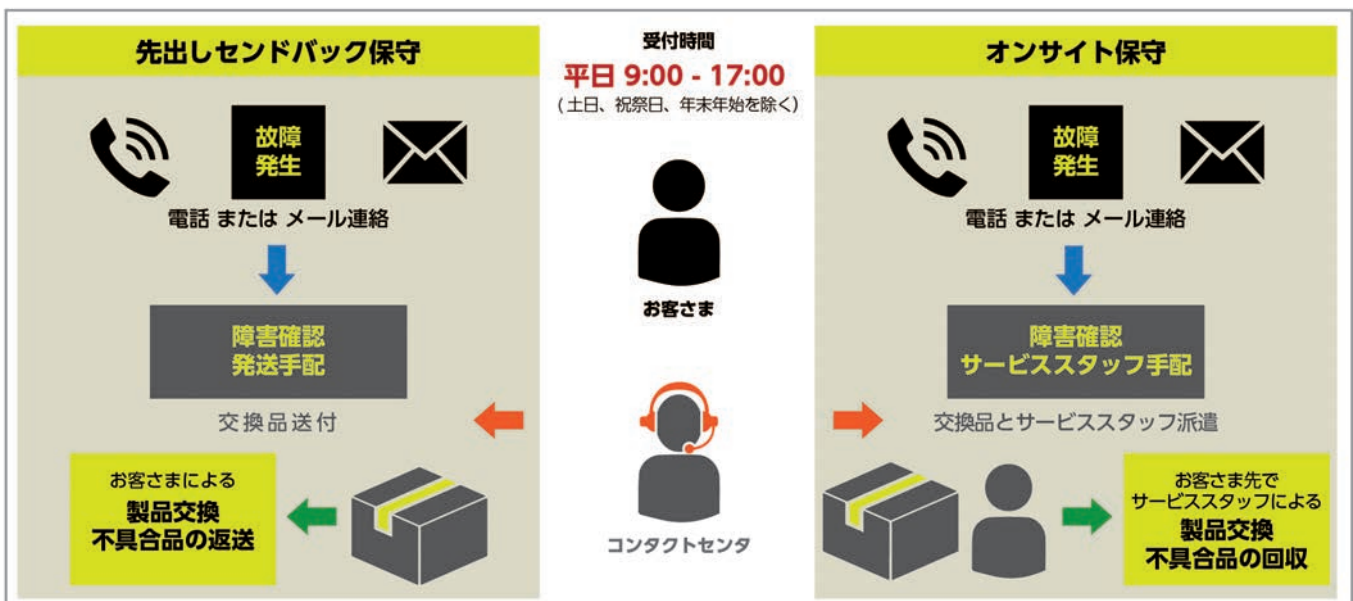 先出しセンドバック保守
故障
発生
電話 または メール連絡
障害確認
発送手配
交換品送付
お客さまによる
製品交換
不具合品の返送
受付時間
平日 9:00 - 17:00
(土日、祝祭日、年末年始を除く)
お客さま
コンタクトセンタ
オンサイト保守
故障
発生
電話 または メール連絡
障害確認
サービススタッフ手配
交換品とサービススタッフ派遣
お客さま先で
サービススタッフによる
製品交換
不具合品の回収